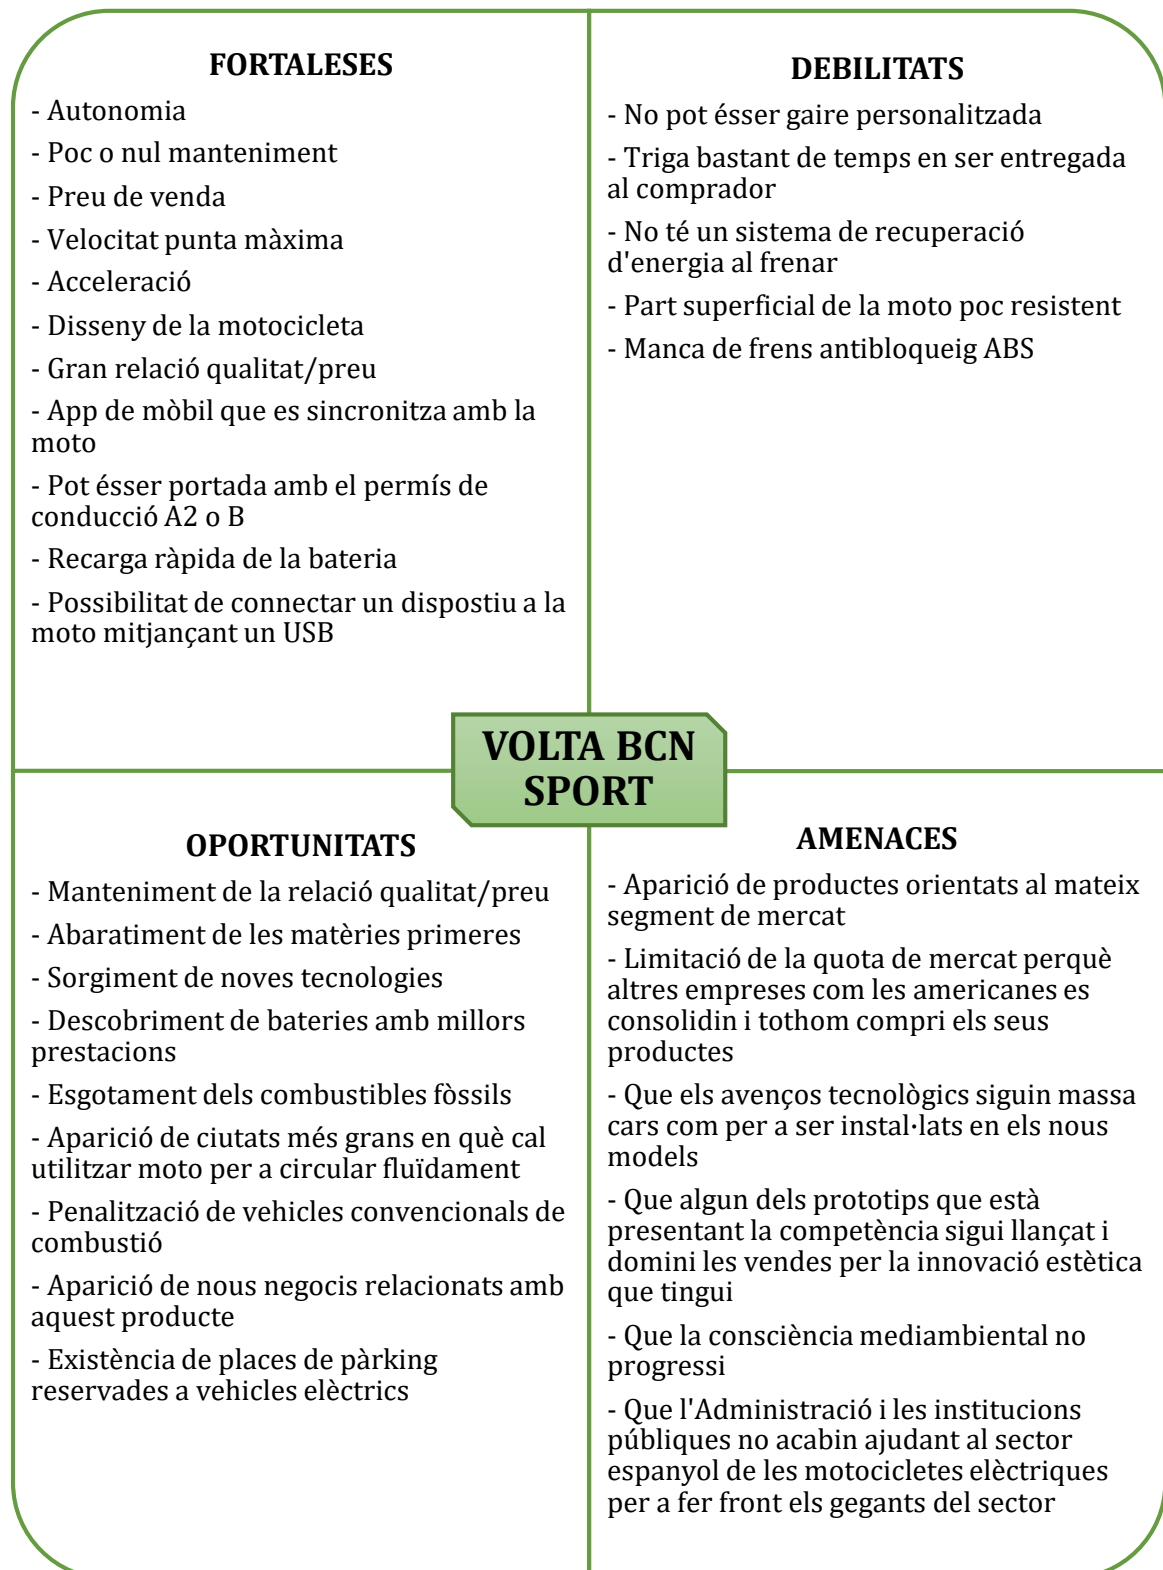 FORTALESES
- Autonomia
- Poc o nul manteniment
- Preu de venda
- Velocitat punta màxima
- Acceleració
- Disseny de la motocicleta
- Gran relació qualitat/preu
- App de mòbil que es sincronitza amb la
moto
- Pot ésser portada amb el permís de
conducció A2 o B
- Recarga ràpida de la bateria
- Possibilitat de connectar un dispostiu a la
moto mitjançant un USB
DEBILITATS
- No pot ésser gaire personalitzada
- Triga bastant de temps en ser entregada
al comprador
- No té un sistema de recuperació
d'energia al frenar
- Part superficial de la moto poc resistent
- Manca de frens antibloqueig ABS
VOLTA BCN
SPORT
OPORTUNITATS
- Manteniment de la relació qualitat/preu
- Abaratiment de les matèries primeres
- Sorgiment de noves tecnologies
- Descobriment de bateries amb millors
prestacions
- Esgotament dels combustibles fòssils
- Aparició de ciutats més grans en què cal
utilitzar moto per a circular fluïdament
- Penalització de vehicles convencionals de
combustió
- Aparició de nous negocis relacionats amb
aquest producte
- Existència de places de pàrking
reservades a vehicles elèctrics
AMENACES
- Aparició de productes orientats al mateix
segment de mercat
- Limitació de la quota de mercat perquè
altres empreses com les americanes es
consolidin i tothom compri els seus
productes
- Que els avenços tecnològics siguin massa
cars com per a ser instal·lats en els nous
models
- Que algun dels prototips que està
presentant la competència sigui llançat i
domini les vendes per la innovació estètica
que tingui
- Que la consciència mediambiental no
progressi
- Que l'Administració i les institucions
públiques no acabin ajudant al sector
espanyol de les motocicletes elèctriques
per a fer front els gegants del sector